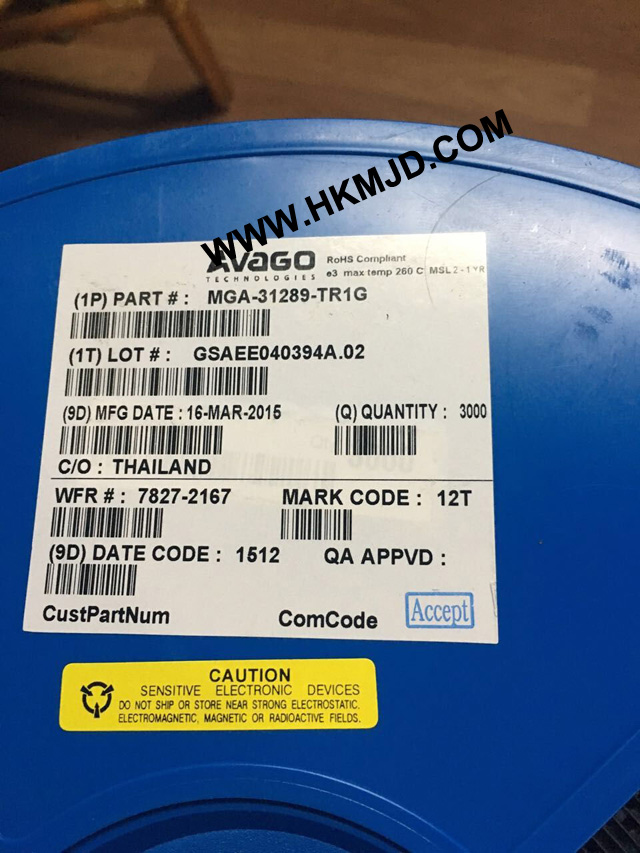 WWW.HKMJD.COM
AVAGO
TECHNOLOGIES
RoHS Compliant
e3 max temp 260 C MSL 2 - 1 YR
(1P) PART # : MGA-31289-TR1G
(1T) LOT # : GSAEE040394A.02
(9D) MFG DATE : 16-MAR-2015 (Q) QUANTITY : 3000
C/O : THAILAND
WFR # : 7827-2167 MARK CODE : 12T
(9D) DATE CODE : 1512 QA APPVD :
CustPartNum ComCode Accept
CAUTION
SENSITIVE ELECTRONIC DEVICES
DO NOT SHIP OR STORE NEAR STRONG ELECTROSTATIC.
ELECTROMAGNETIC, MAGNETIC OR RADIOACTIVE FIELDS.